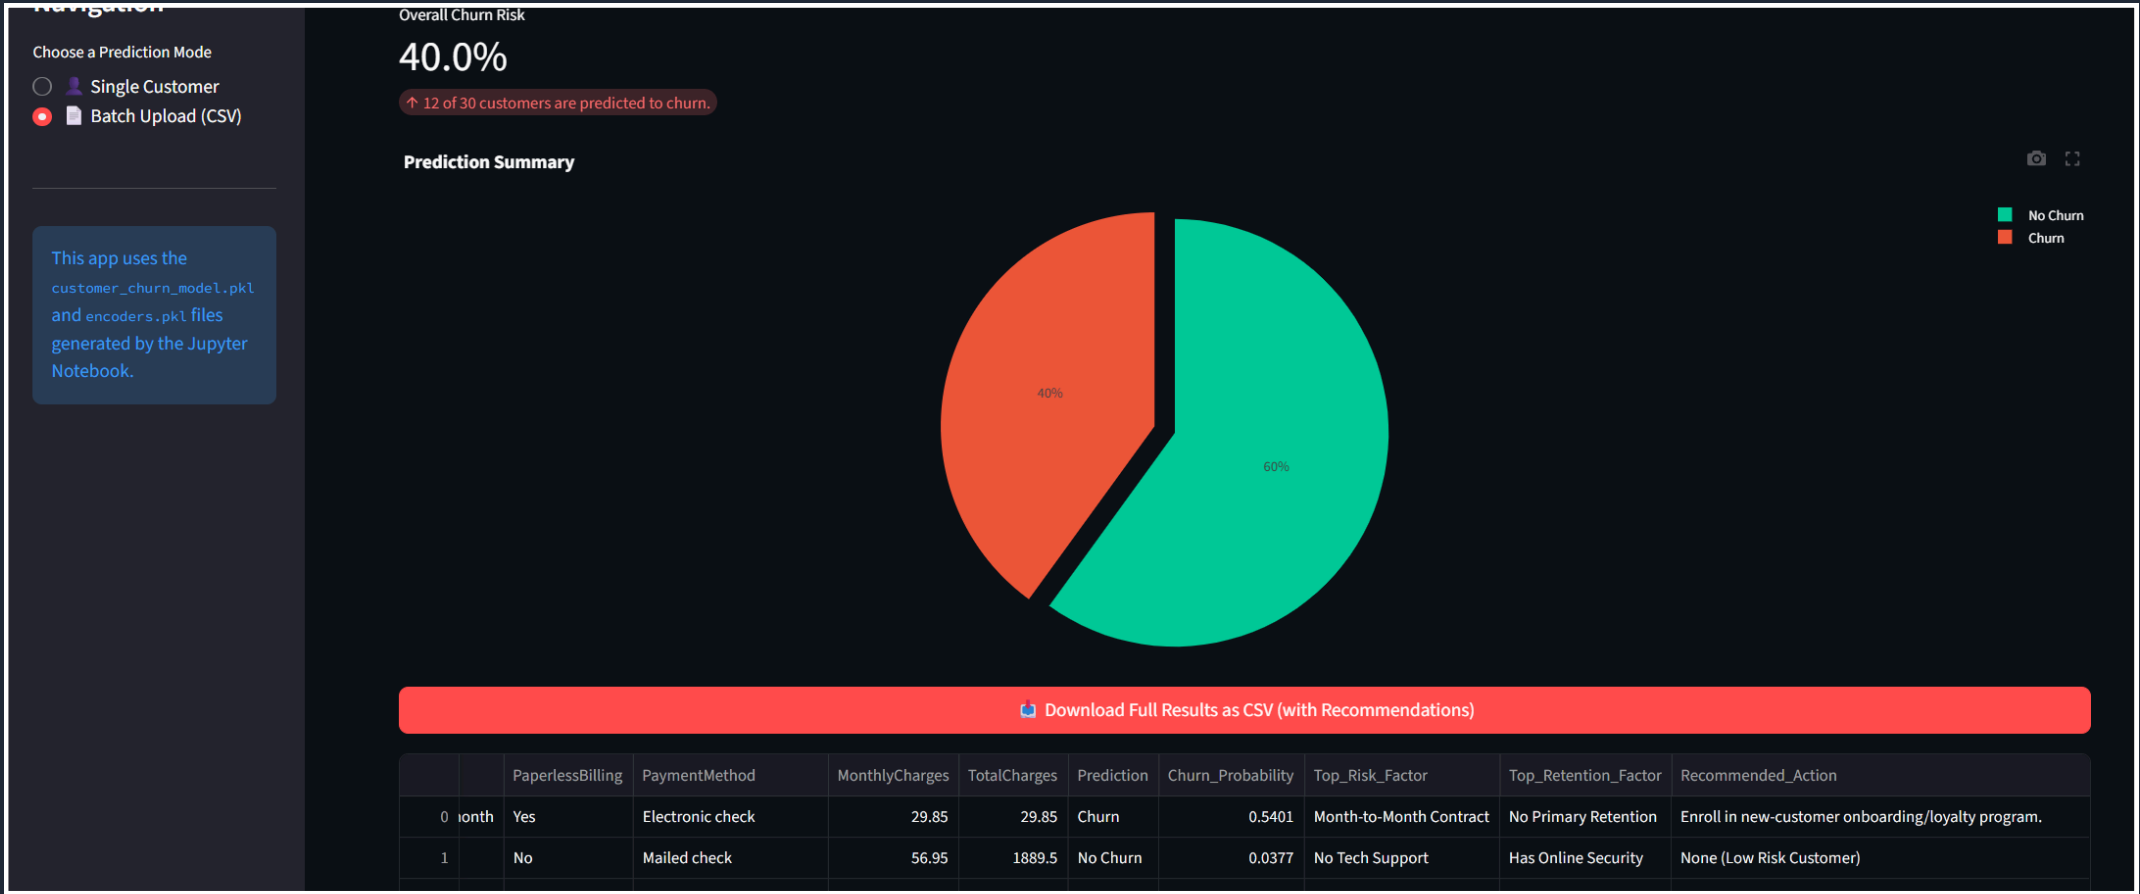 Navigation
Choose a Prediction Mode
Single Customer
Batch Upload (CSV)
This app uses the
customer_churn_model.pkl
and encoders.pkl files
generated by the Jupyter
Notebook.
Overall Churn Risk
40.0%
↑ 12 of 30 customers are predicted to churn.
Prediction Summary
No Churn
Churn
40%
60%
Download Full Results as CSV (with Recommendations)
PaperlessBilling PaymentMethod MonthlyCharges TotalCharges Prediction Churn_Probability Top_Risk_Factor Top_Retention_Factor Recommended_Action
0 onth Yes Electronic check 29.85 29.85 Churn 0.5401 Month-to-Month Contract No Primary Retention Enroll in new-customer onboarding/loyalty program.
1 No Mailed check 56.95 1889.5 No Churn 0.0377 No Tech Support Has Online Security None (Low Risk Customer)